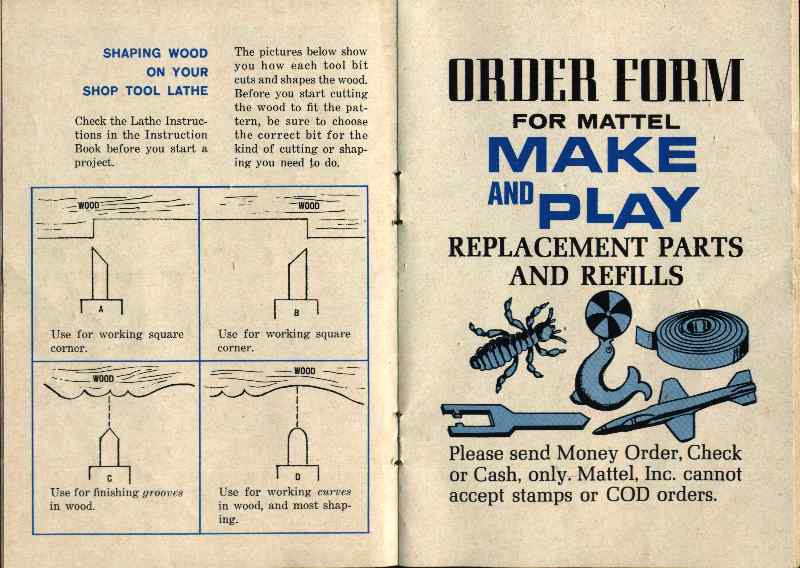 SHAPING WOOD
ON YOUR
SHOP TOOL LATHE
Check the Lathe Instruc-
tions in the Instruction
Book before you start a
project.
The pictures below show
you how each tool bit
cuts and shapes the wood.
Before you start cutting
the wood to fit the pat-
tern, be sure to choose
the correct bit for the
kind of cutting or shap-
ing you need to do.
WOOD
A
Use for working square
corner.
WOOD
B
Use for working square
corner.
WOOD
C
Use for finishing grooves
in wood.
WOOD
D
Use for working curves
in wood, and most shap-
ing.
ORDER FORM
FOR MATTEL
MAKE
AND PLAY
REPLACEMENT PARTS
AND REFILLS
Please send Money Order, Check
or Cash, only. Mattel, Inc. cannot
accept stamps or COD orders.